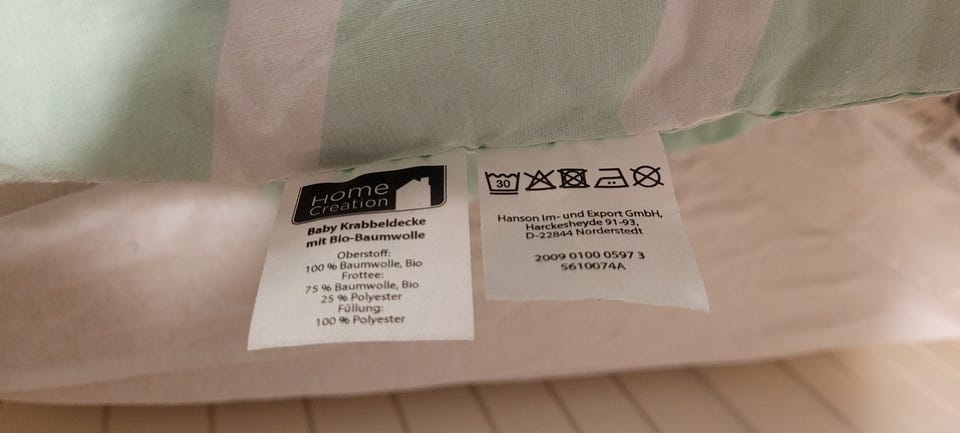 Home
Creation
Baby Krabbeldecke
mit Bio-Baumwolle
Oberstoff:
100 % Baumwolle, Bio
Frottee:
75 % Baumwolle, Bio
25 % Polyester
Füllung:
100 % Polyester
30
Hanson Im- und Export GmbH,
Harckesheyde 91-93,
D-22844 Norderstedt
2009 0100 0597 3
5610074A